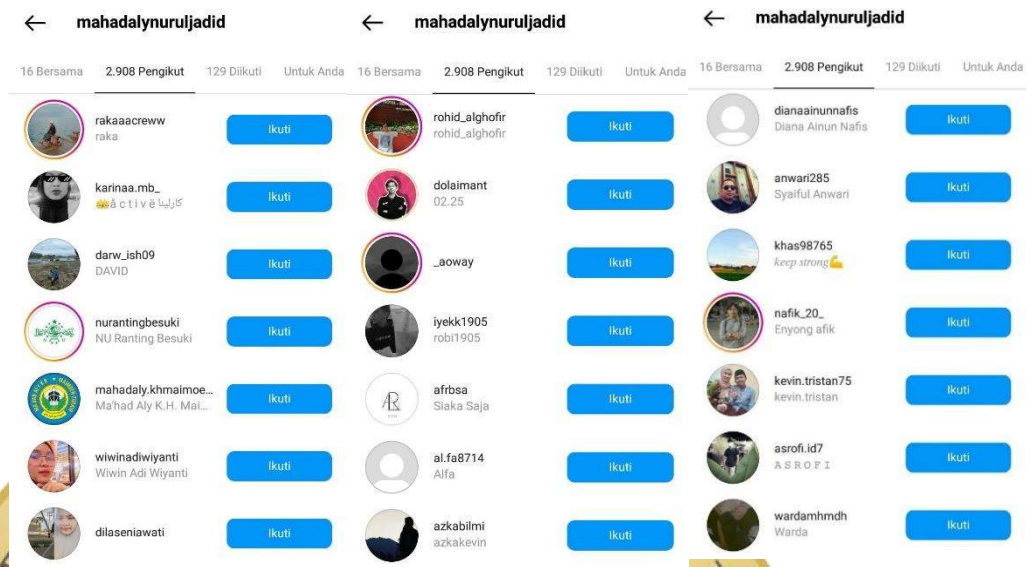 mahadalynuruljadid
16 Bersama 2.908 Pengikut 129 Diikuti Untuk Anda
rakaaacreww
raka
Ikuti
karinaa.mb_
👑å c t i v ë كارلينا
Ikuti
darw_ish09
DAVID
Ikuti
nurantingbesuki
NU Ranting Besuki
Ikuti
mahadaly.khmaimoe...
Ma'had Aly K.H. Mai...
Ikuti
wiwinadiwiyanti
Wiwin Adi Wiyanti
Ikuti
dilaseniawati
Ikuti
mahadalynuruljadid
16 Bersama 2.908 Pengikut 129 Diikuti Untuk Anda
rohid_alghofir
rohid_alghofir
Ikuti
dolaimant
02.25
Ikuti
_aoway
Ikuti
iyekk1905
robi1905
Ikuti
afrbsa
Siaka Saja
Ikuti
al.fa8714
Alfa
Ikuti
azkabilmi
azkakevin
Ikuti
mahadalynuruljadid
16 Bersama 2.908 Pengikut 129 Diikuti Untuk Anda
dianaainunnafis
Diana Ainun Nafis
Ikuti
anwari285
Syaiful Anwari
Ikuti
khas98765
keep strong💪
Ikuti
nafik_20_
Enyong afik
Ikuti
kevin.tristan75
kevin.tristan
Ikuti
asrofi.id7
A S R O F I
Ikuti
wardamhmdh
Warda
Ikuti